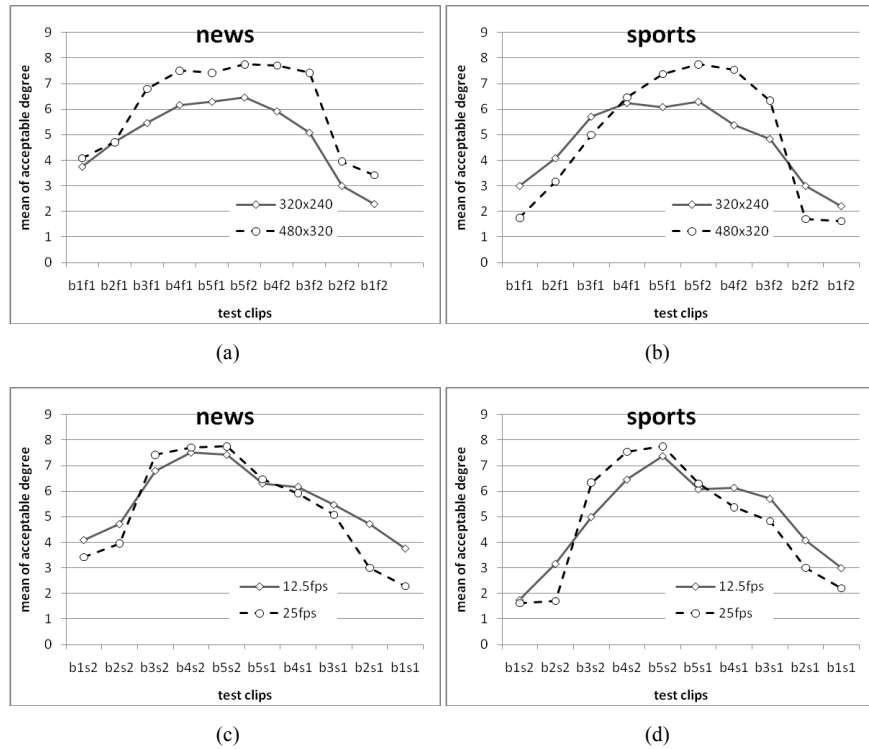 news
mean of acceptable degree
9
8
7
6
5
4
3
2
1
0
320x240
480x320
b1f1 b2f1 b3f1 b4f1 b5f1 b5f2 b4f2 b3f2 b2f2 b1f2
test clips
(a)
sports
mean of acceptable degree
9
8
7
6
5
4
3
2
1
0
320x240
480x320
b1f1 b2f1 b3f1 b4f1 b5f1 b5f2 b4f2 b3f2 b2f2 b1f2
test clips
(b)
news
mean of acceptable degree
9
8
7
6
5
4
3
2
1
0
12.5fps
25fps
b1s2 b2s2 b3s2 b4s2 b5s2 b5s1 b4s1 b3s1 b2s1 b1s1
test clips
(c)
sports
mean of acceptable degree
9
8
7
6
5
4
3
2
1
0
12.5fps
25fps
b1s2 b2s2 b3s2 b4s2 b5s2 b5s1 b4s1 b3s1 b2s1 b1s1
test clips
(d)